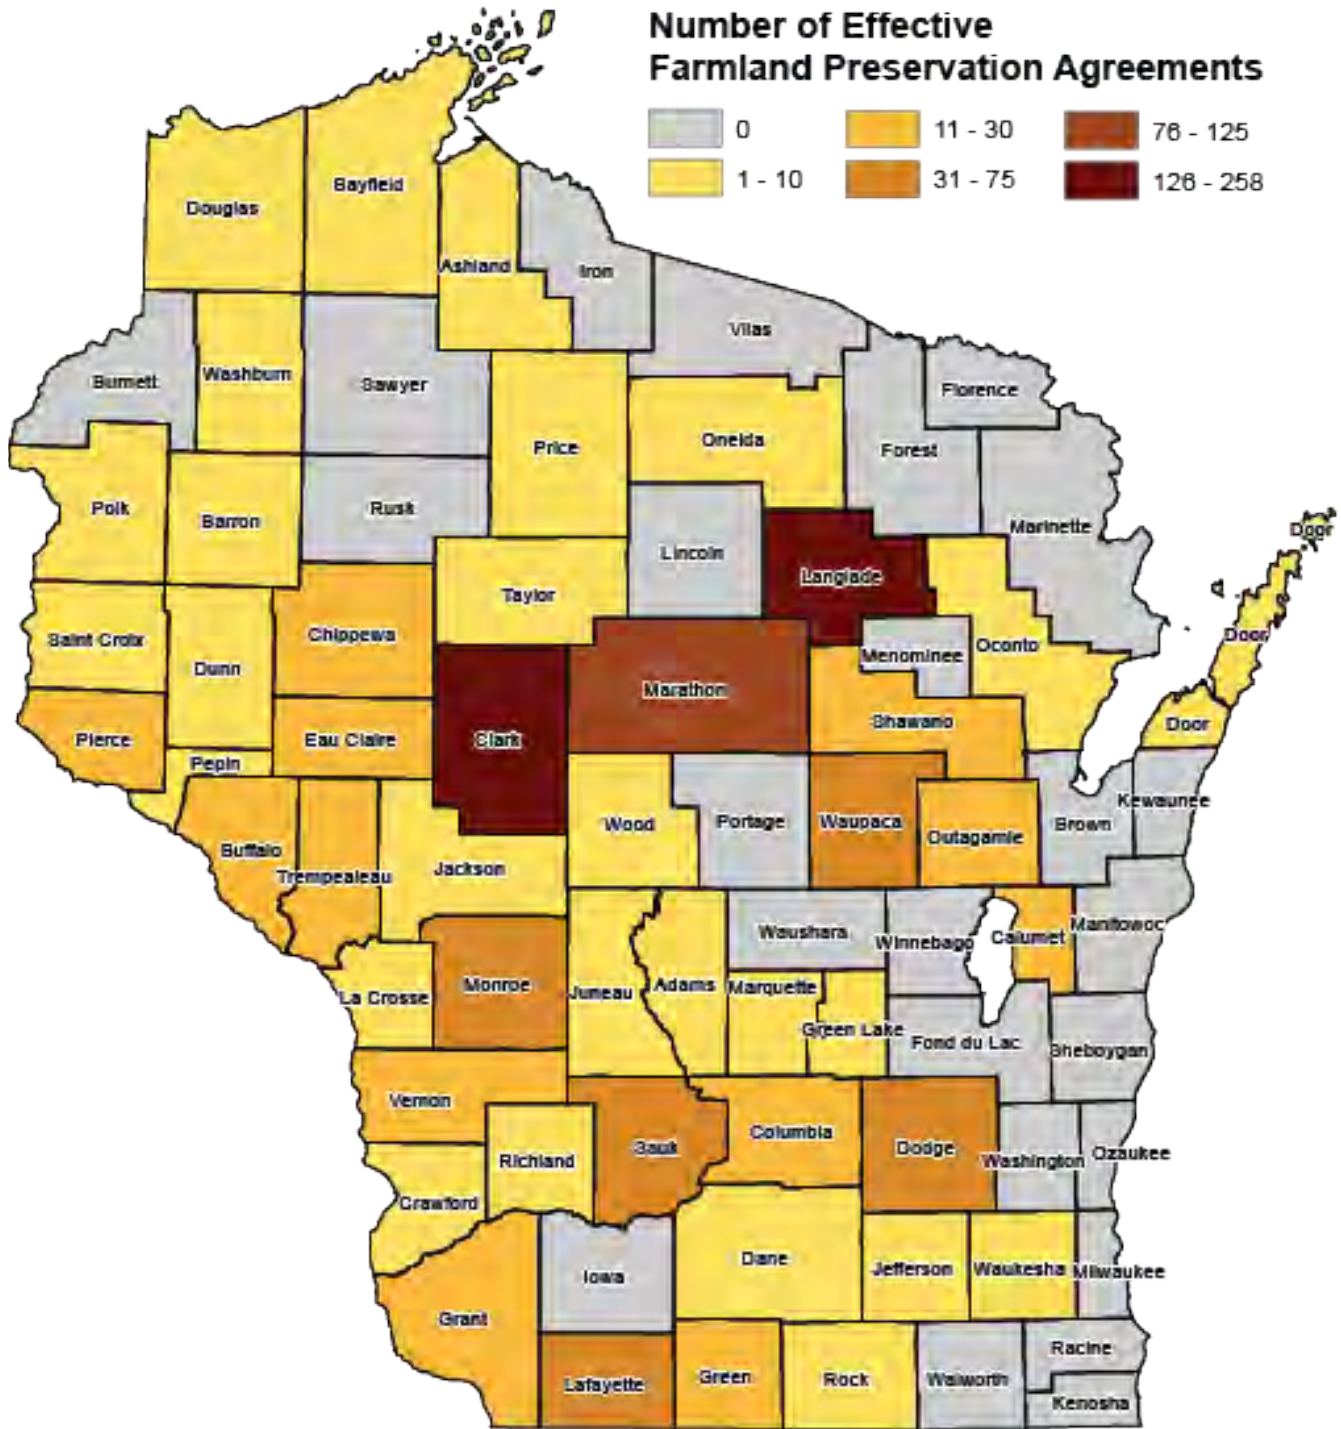 Number of Effective
Farmland Preservation Agreements
0
11 - 30
76 - 125
1 - 10
31 - 75
126 - 258
Bayfield
Douglas
Ashland
Iron
Vilas
Burnett
Washburn
Sawyer
Florence
Price
Oneida
Forest
Polk
Barron
Rusk
Marinette
Door
Lincoln
Langlade
Taylor
Saint Croix
Chippewa
Door
Dunn
Menominee
Oconto
Marathon
Shawano
Door
Pierce
Eau Claire
Clark
Pepin
Kewaunee
Wood
Portage
Waupaca
Brown
Outagamie
Buffalo
Trempealeau
Jackson
Waushara
Winnebago
Calumet
Manitowoc
La Crosse
Monroe
Juneau
Adams
Marquette
Green Lake
Fond du Lac
Sheboygan
Vernon
Columbia
Sauk
Dodge
Richland
Washington
Ozaukee
Crawford
Dane
Jefferson
Waukesha
Milwaukee
Iowa
Grant
Racine
Lafayette
Green
Rock
Walworth
Kenosha